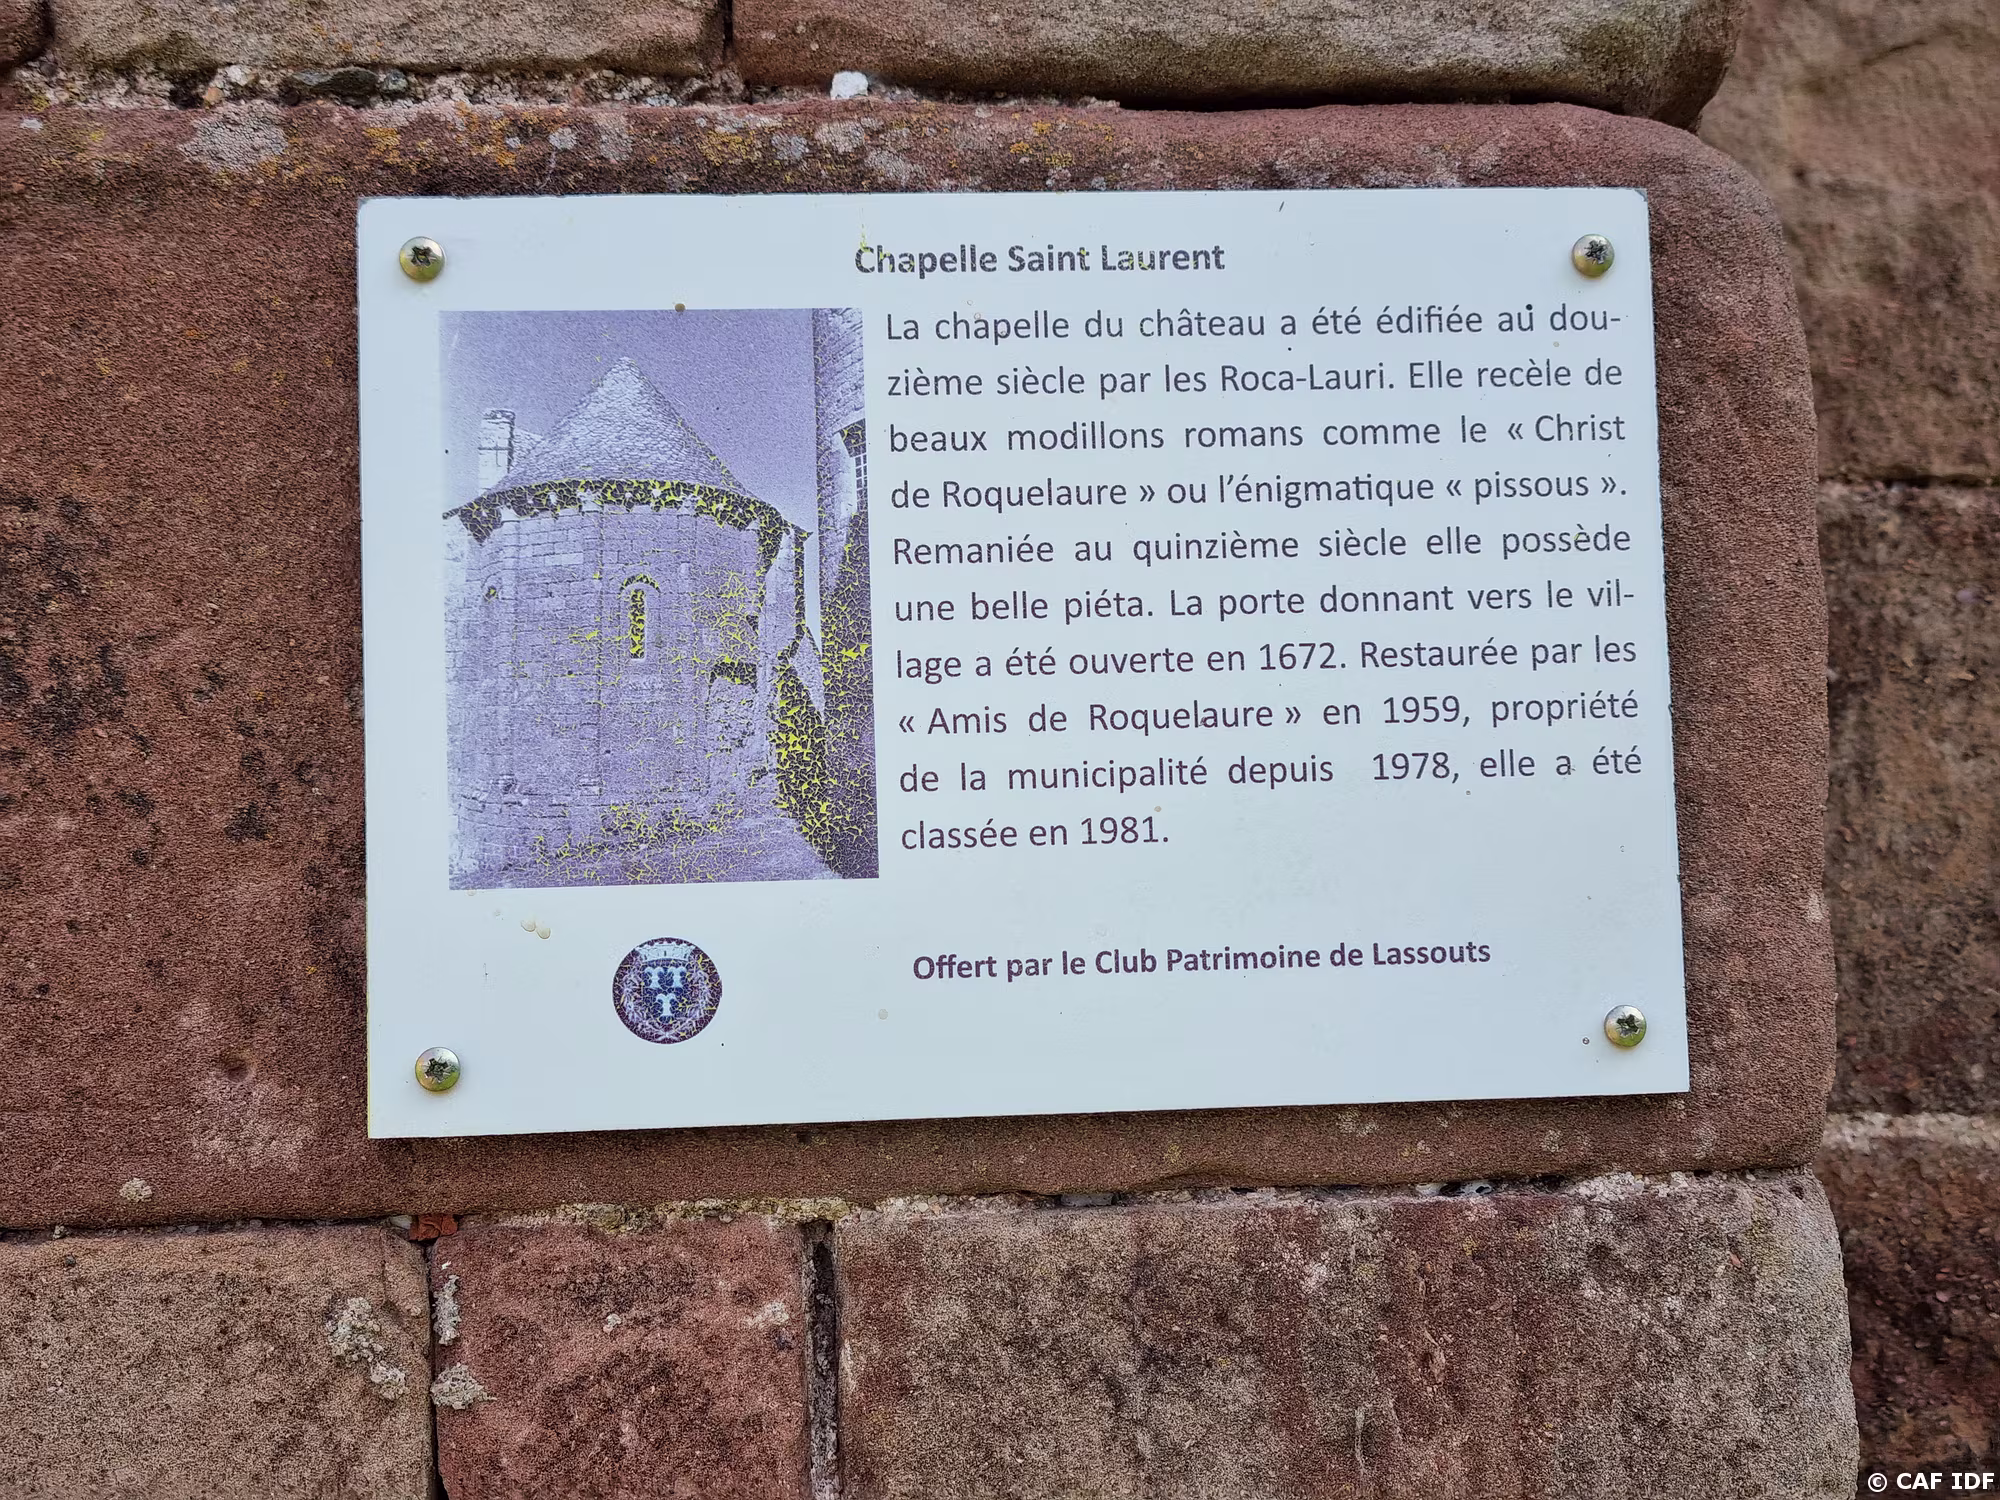 Chapelle Saint Laurent
La chapelle du château a été édifiée au dou-
zième siècle par les Roca-Lauri. Elle recèle de
beaux modillons romans comme le « Christ
de Roquelaure » ou l'énigmatique « pissous ».
Remaniée au quinzième siècle elle possède
une belle piéta. La porte donnant vers le vil-
lage a été ouverte en 1672. Restaurée par les
« Amis de Roquelaure » en 1959, propriété
de la municipalité depuis 1978, elle a été
classée en 1981.
Offert par le Club Patrimoine de Lassouts
© CAF IDF